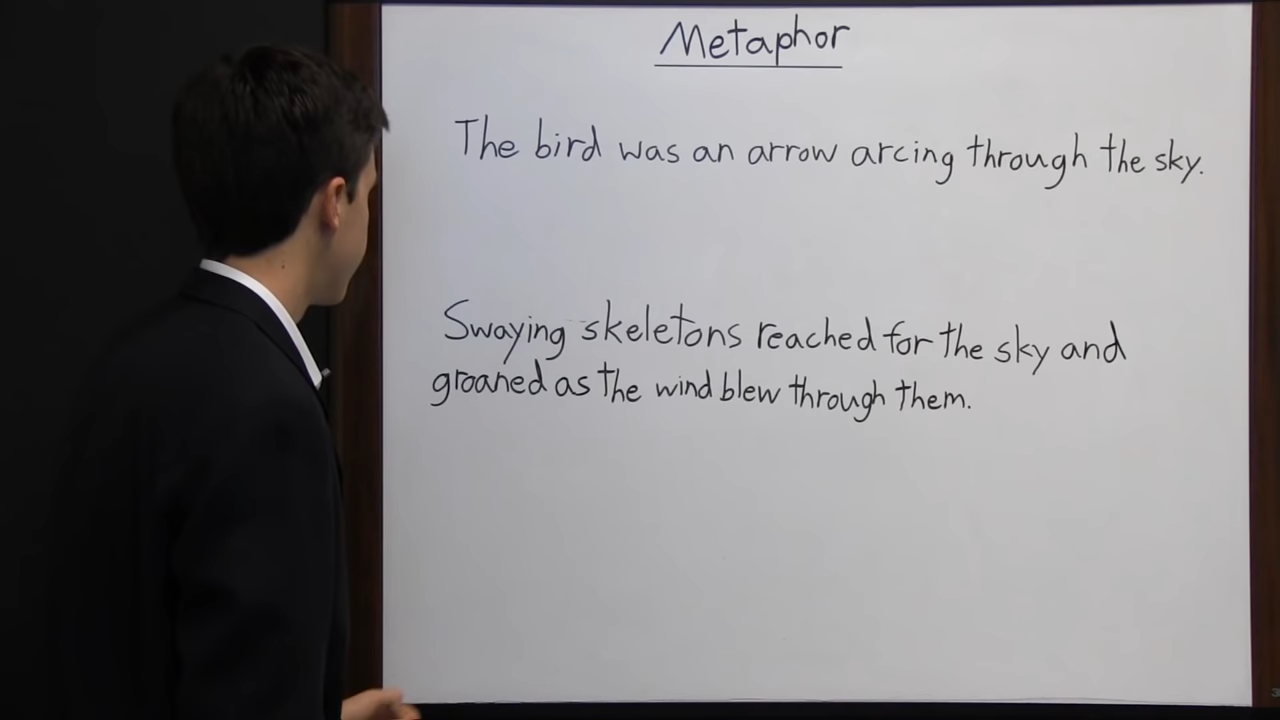 Metaphor
The bird was an arrow arcing through the sky.
Swaying skeletons reached for the sky and
groaned as the wind blew through them.